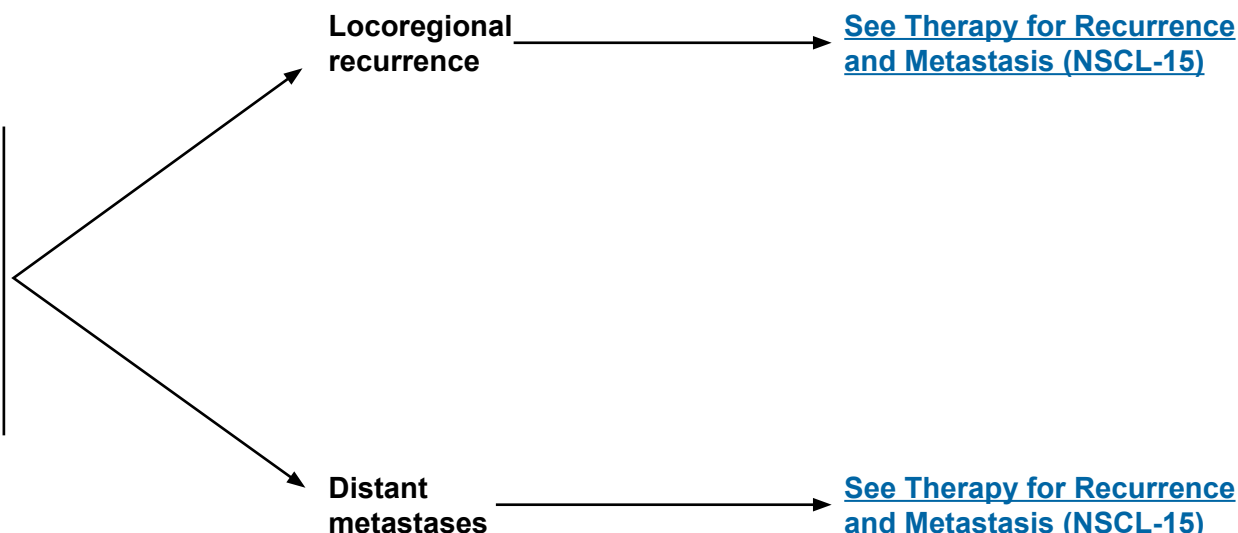 Locoregional
recurrence
See Therapy for Recurrence
and Metastasis (NSCL-15)
Distant
metastases
See Therapy for Recurrence
and Metastasis (NSCL-15)